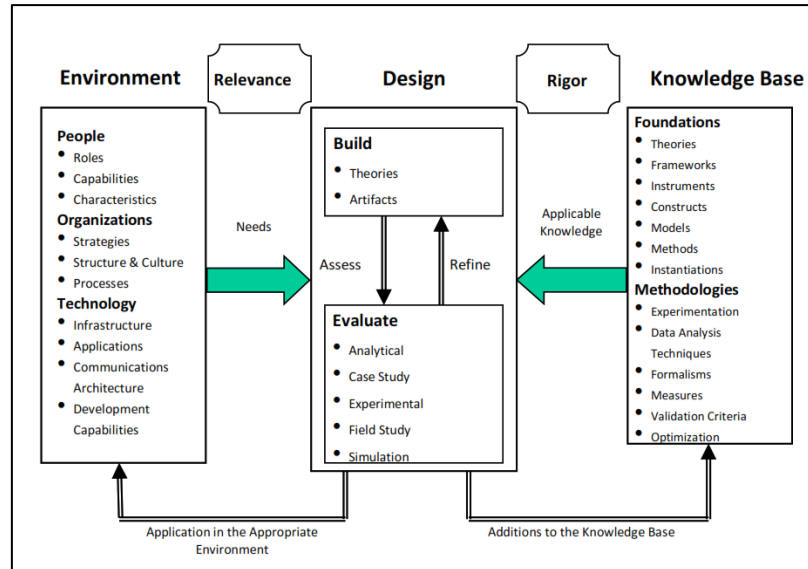 Environment
Relevance
Design
Rigor
Knowledge Base
People
Roles
Capabilities
Characteristics
Organizations
Strategies
Structure & Culture
Processes
Technology
Infrastructure
Applications
Communications
Architecture
Development
Capabilities
Needs
Build
Theories
Artifacts
Assess
Refine
Evaluate
Analytical
Case Study
Experimental
Field Study
Simulation
Applicable
Knowledge
Foundations
Theories
Frameworks
Instruments
Constructs
Models
Methods
Instantiations
Methodologies
Experimentation
Data Analysis
Techniques
Formalisms
Measures
Validation Criteria
Optimization
Application in the Appropriate
Environment
Additions to the Knowledge Base